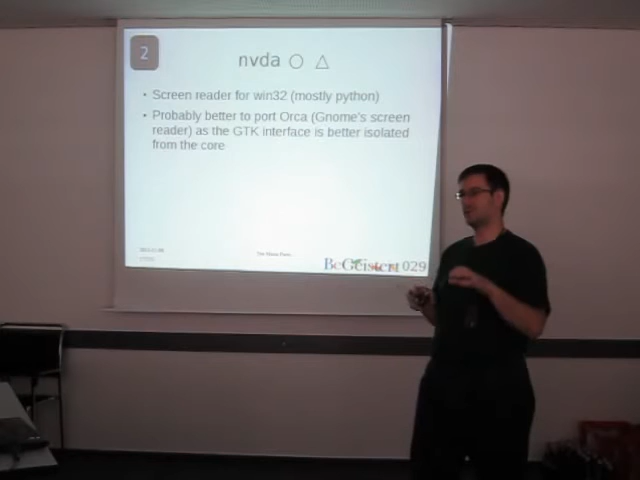 2
nvda ○ △
• Screen reader for win32 (mostly python)
• Probably better to port Orca (Gnome's screen
reader) as the GTK interface is better isolated
from the core
BeGeistert 029